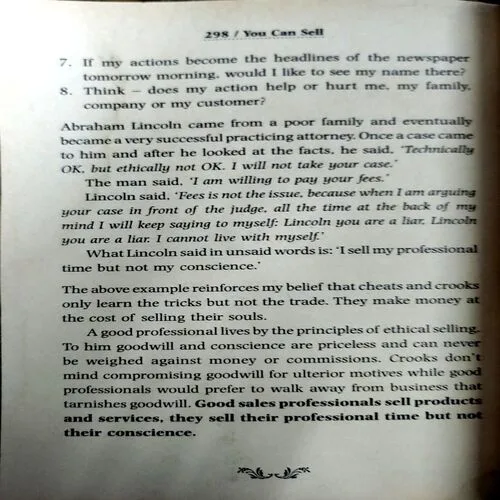 298 / You Can Sell
7. If my actions become the headlines of the newspaper
tomorrow morning, would I like to see my name there?
8. Think – does my action help or hurt me, my family,
company or my customer?
Abraham Lincoln came from a poor family and eventually
became a very successful practicing attorney. Once a case came
to him and after he looked at the facts, he said, 'Technically
OK, but ethically not OK. I will not take your case.'
The man said, 'I am willing to pay your fees.'
Lincoln said, 'Fees is not the issue, because when I am arguing
your case in front of the judge, all the time at the back of my
mind I will keep saying to myself: Lincoln you are a liar, Lincoln
you are a liar. I cannot live with myself.'
What Lincoln said in unsaid words is: 'I sell my professional
time but not my conscience.'
The above example reinforces my belief that cheats and crooks
only learn the tricks but not the trade. They make money at
the cost of selling their souls.
A good professional lives by the principles of ethical selling.
To him goodwill and conscience are priceless and can never
be weighed against money or commissions. Crooks don't
mind compromising goodwill for ulterior motives while good
professionals would prefer to walk away from business that
tarnishes goodwill. Good sales professionals sell products
and services, they sell their professional time but not
their conscience.